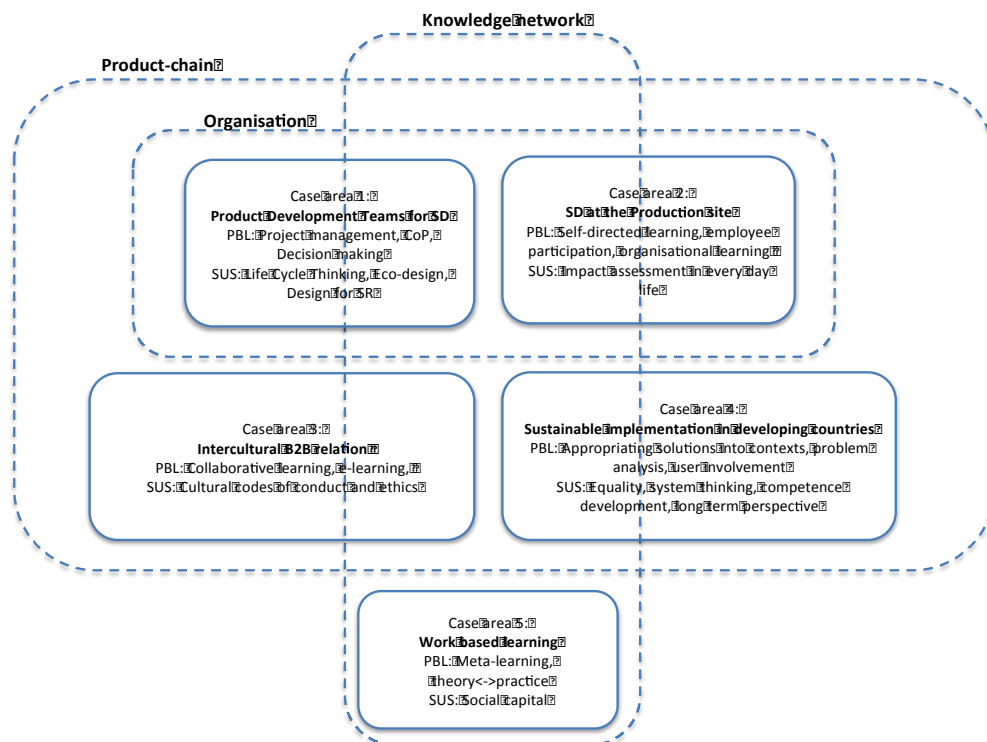 Knowledge network
Product-chain
Organisation
Case area 1:
Product Development Teams for SD
PBL: Project management, CoP,
Decision making
SUS: Life Cycle Thinking, Eco-design,
Design for SR
Case area 2:
SD at the Production site
PBL: Self-directed learning, employee
participation, organisational learning
SUS: Impact assessment in every day
life
Case area 3:
Intercultural B2B relation
PBL: Collaborative learning, e-learning,
SUS: Cultural codes of conduct and ethics
Case area 4:
Sustainable implementation in developing countries
PBL: Appropriating solutions into contexts, problem
analysis, user involvement
SUS: Equality, system thinking, competence
development, long term perspective
Case area 5:
Work based learning
PBL: Meta-learning,
theory<->practice
SUS: Social capital